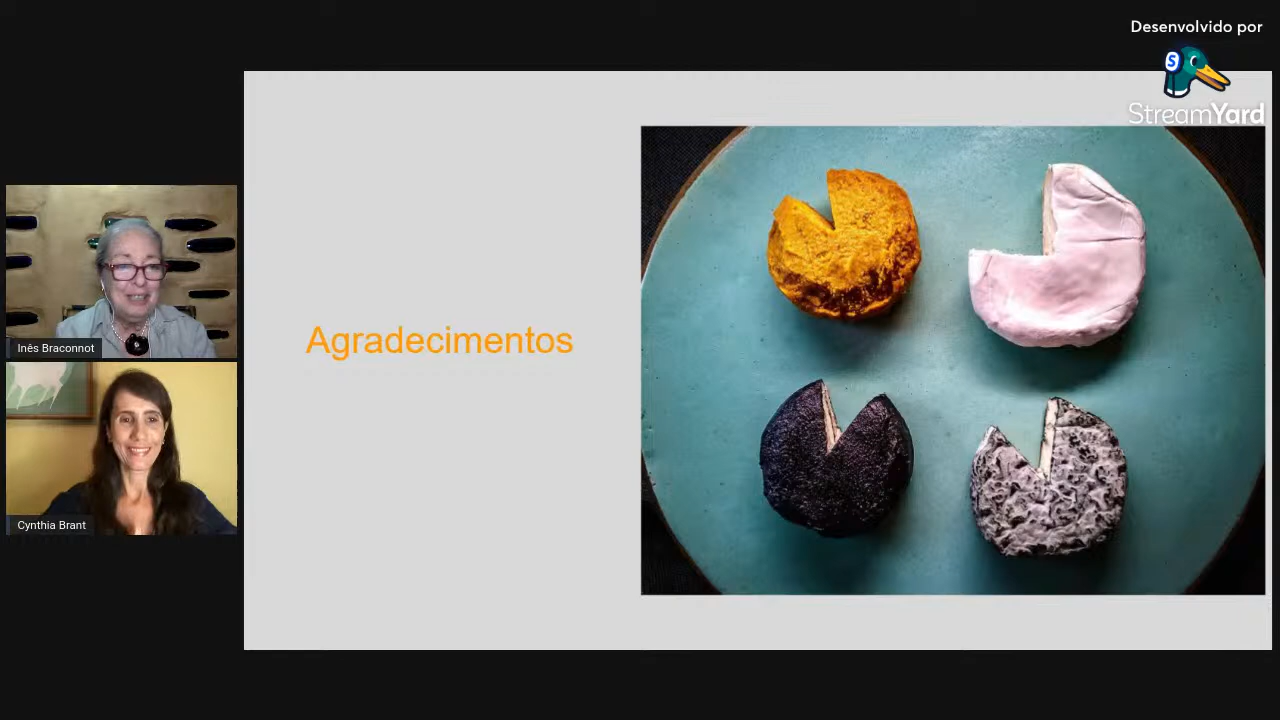 Desenvolvido por
StreamYard
Inês Braconnot
Agradecimentos
Cynthia Brant